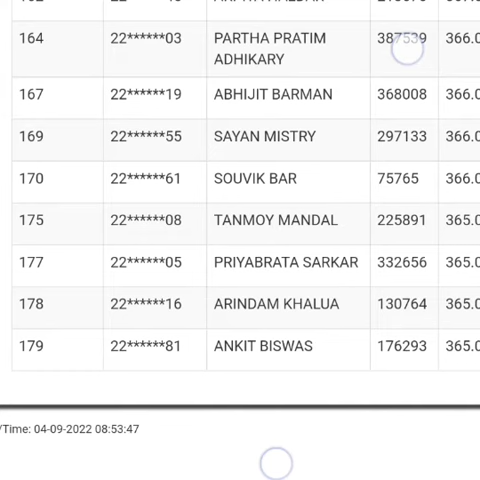 164 22******03 PARTHA PRATIM 387539 366.0
ADHIKARY
167 22******19 ABHIJIT BARMAN 368008 366.0
169 22******55 SAYAN MISTRY 297133 366.0
170 22******61 SOUVIK BAR 75765 366.0
175 22******08 TANMOY MANDAL 225891 365.0
177 22******05 PRIYABRATA SARKAR 332656 365.0
178 22******16 ARINDAM KHALUA 130764 365.0
179 22******81 ANKIT BISWAS 176293 365.0
/Time: 04-09-2022 08:53:47